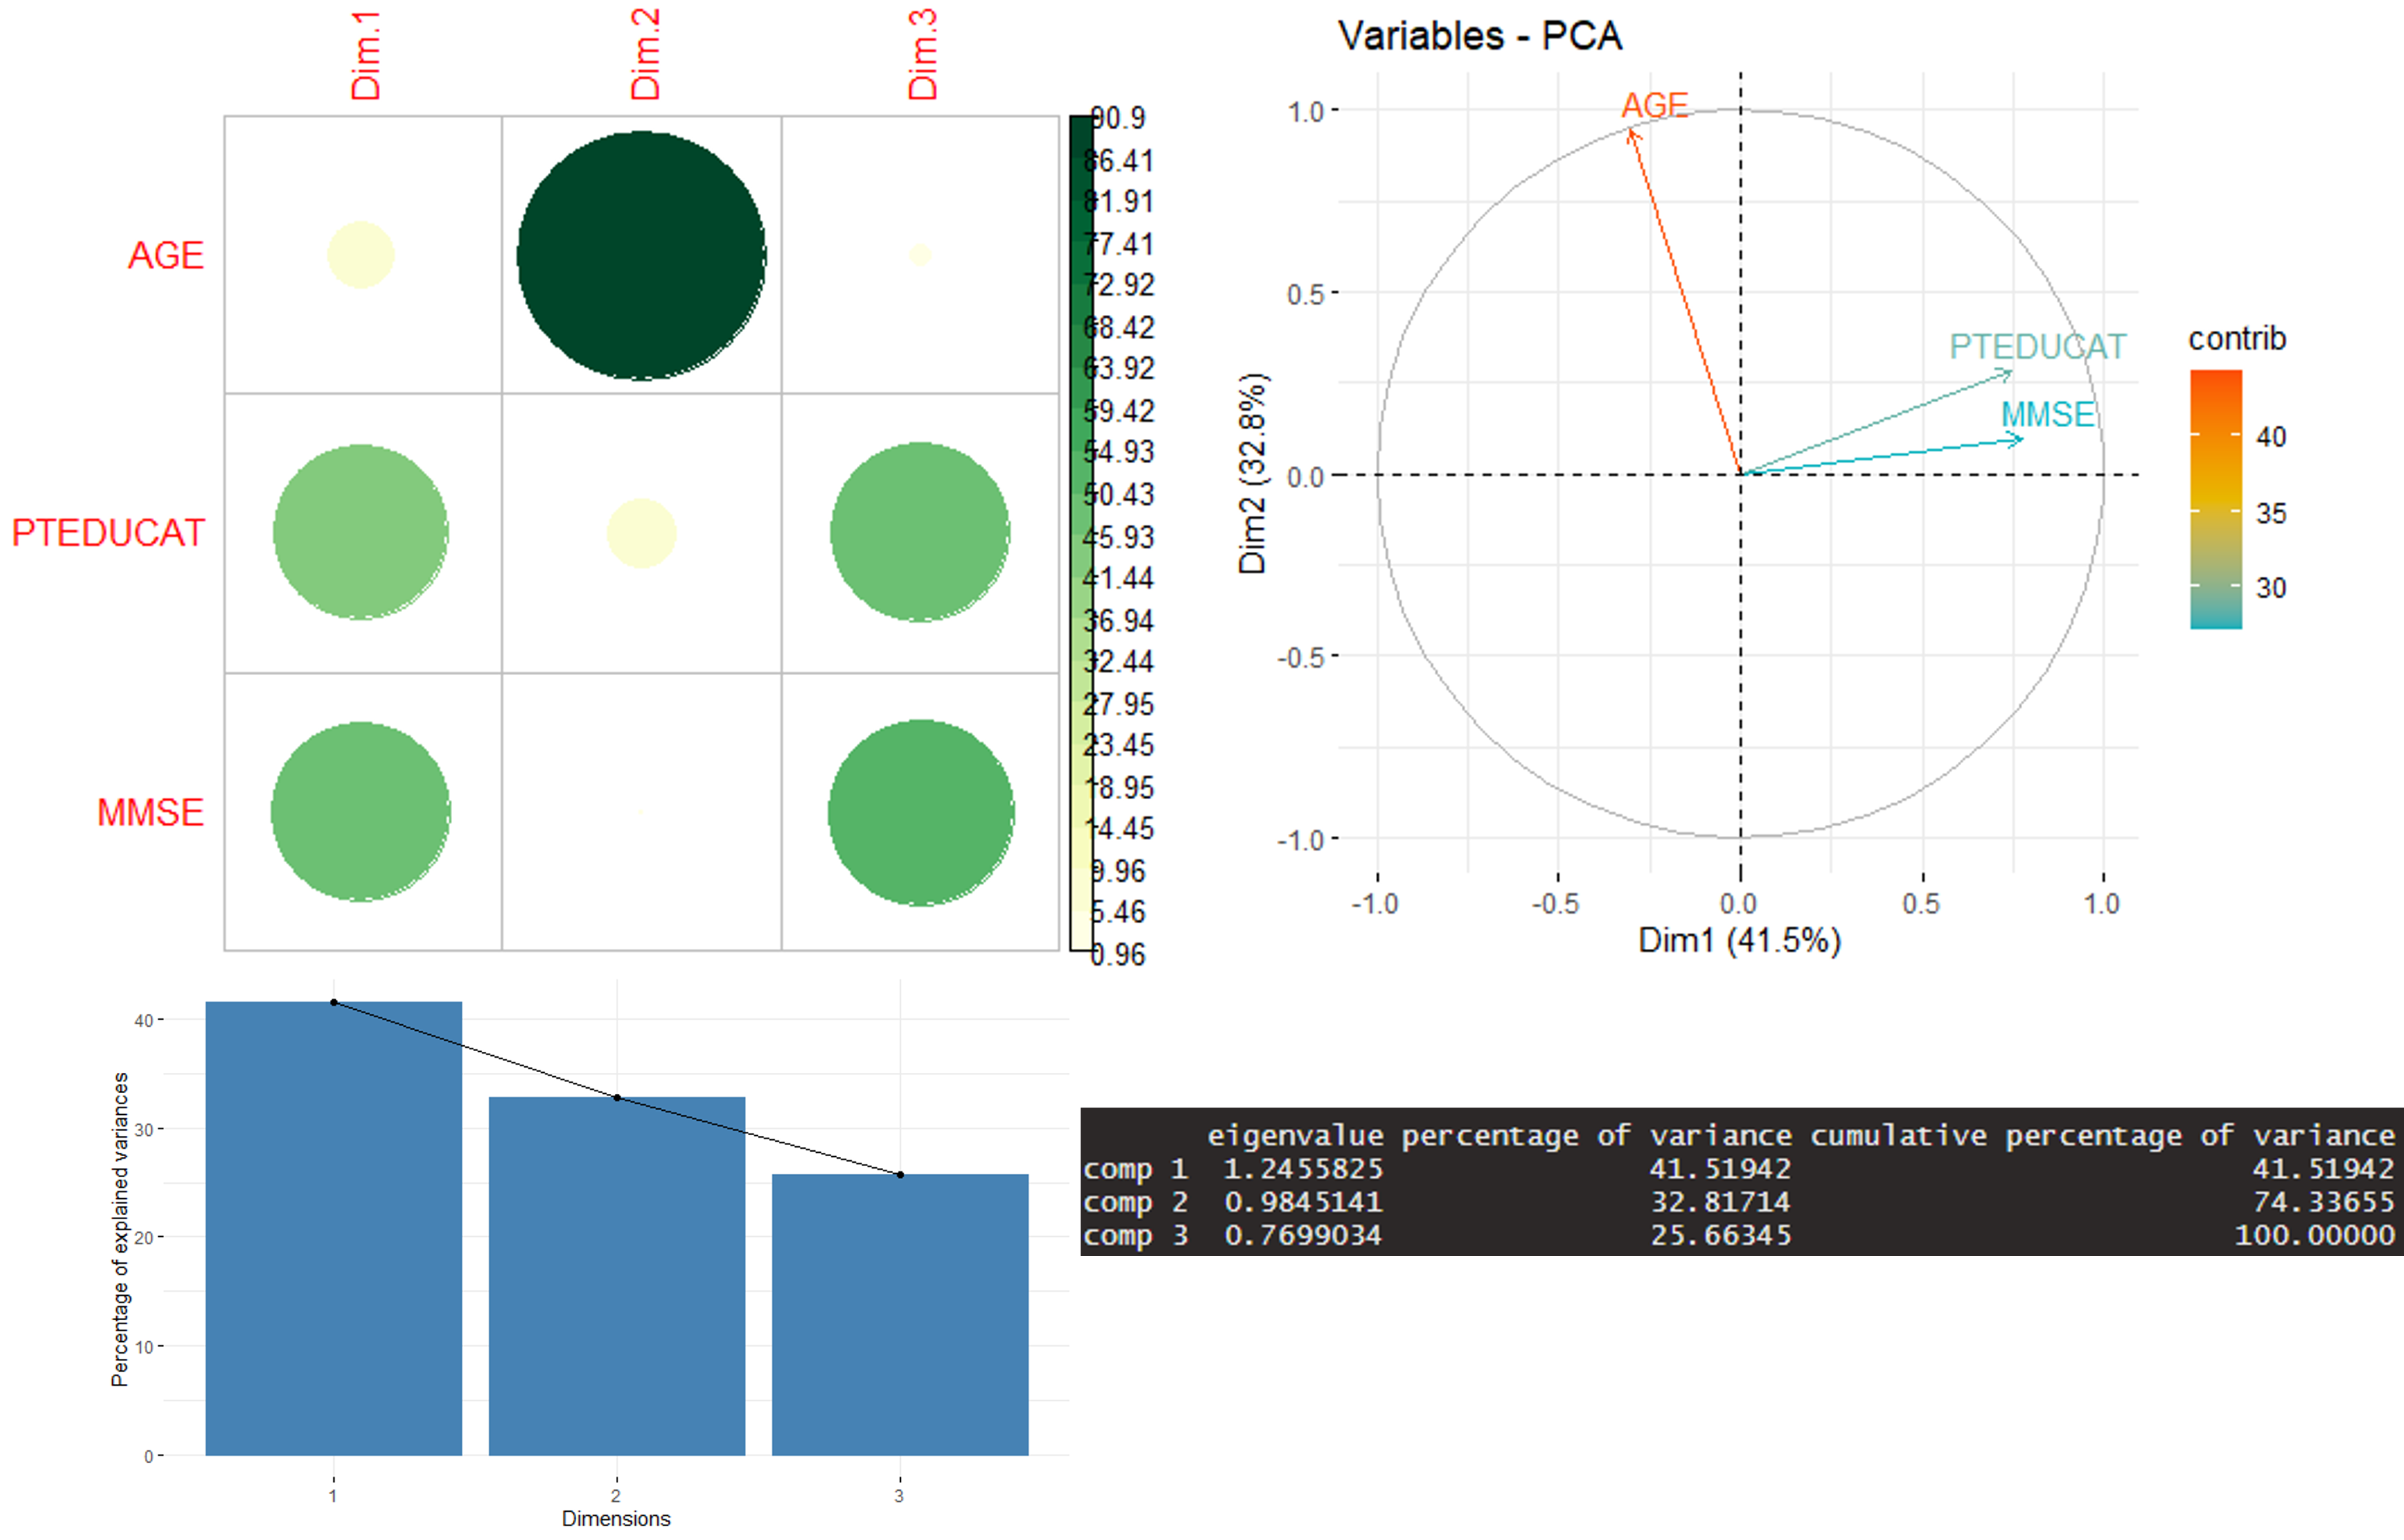 Dim.1 Dim.2 Dim.3
AGE
PTEDUCAT
MMSE
90.9
86.41
81.91
77.41
72.92
68.42
63.92
59.42
54.93
50.43
45.93
41.44
36.94
32.44
27.95
23.45
18.95
14.45
9.96
5.46
0.96
Variables - PCA
AGE
PTEDUCAT
MMSE
1.0
0.5
0.0
-0.5
-1.0
Dim2 (32.8%)
-1.0 -0.5 0.0 0.5 1.0
Dim1 (41.5%)
contrib
40
35
30
Percentage of explained variances
40
30
20
10
0
1 2 3
Dimensions
eigenvalue percentage of variance cumulative percentage of variance
comp 1 1.2455825 41.51942 41.51942
comp 2 0.9845141 32.81714 74.33655
comp 3 0.7699034 25.66345 100.00000